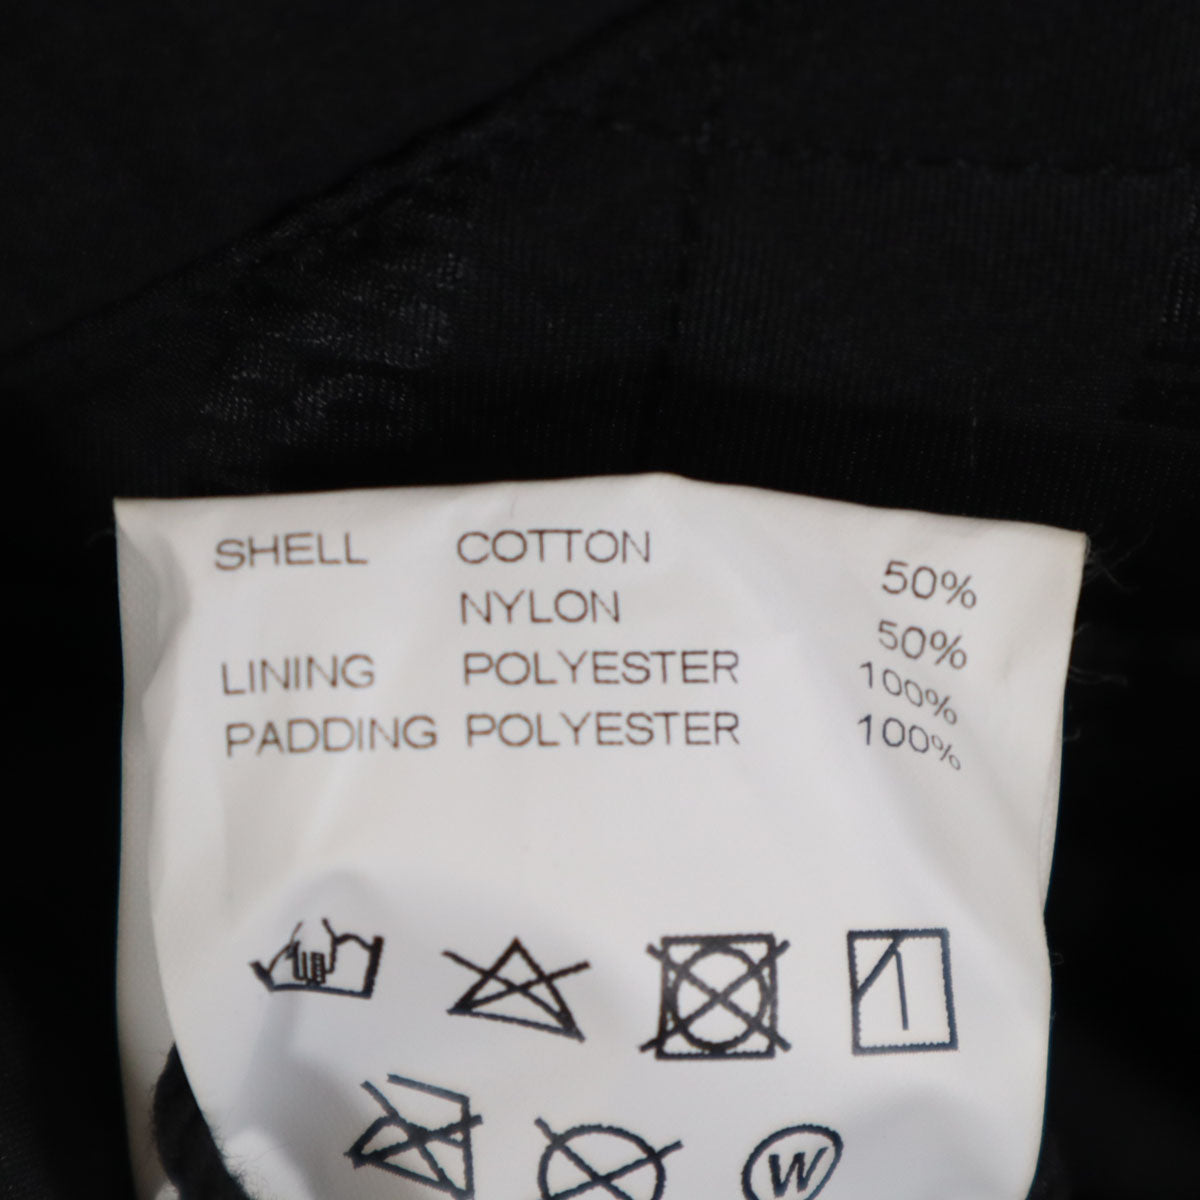 SHELL COTTON 50%
NYLON 50%
LINING POLYESTER 100%
PADDING POLYESTER 100%
W